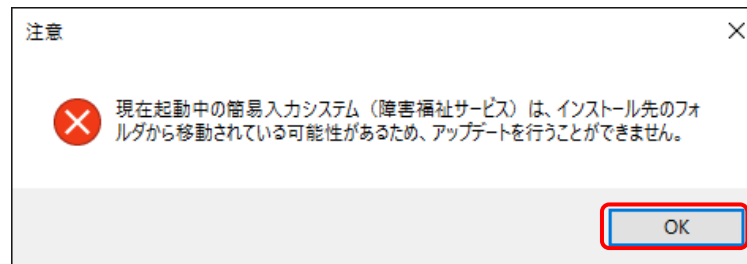 注意
現在起動中の簡易入力システム（障害福祉サービス）は、インストール先のフォ
ルダから移動されている可能性があるため、アップデートを行うことができません。
OK